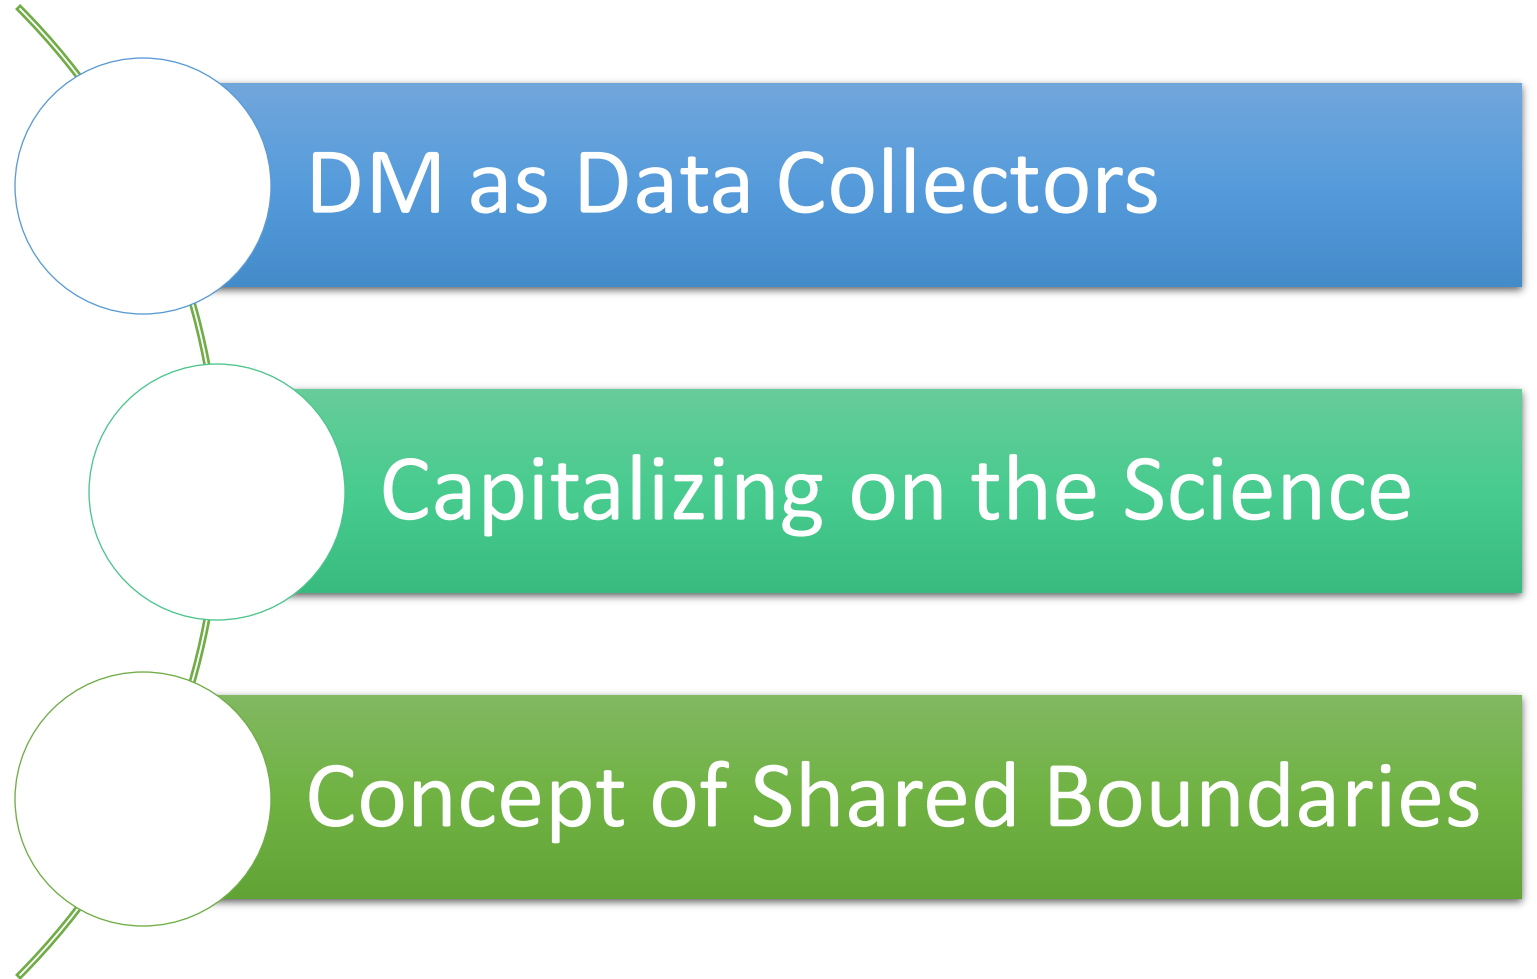 DM as Data Collectors
Capitalizing on the Science
Concept of Shared Boundaries